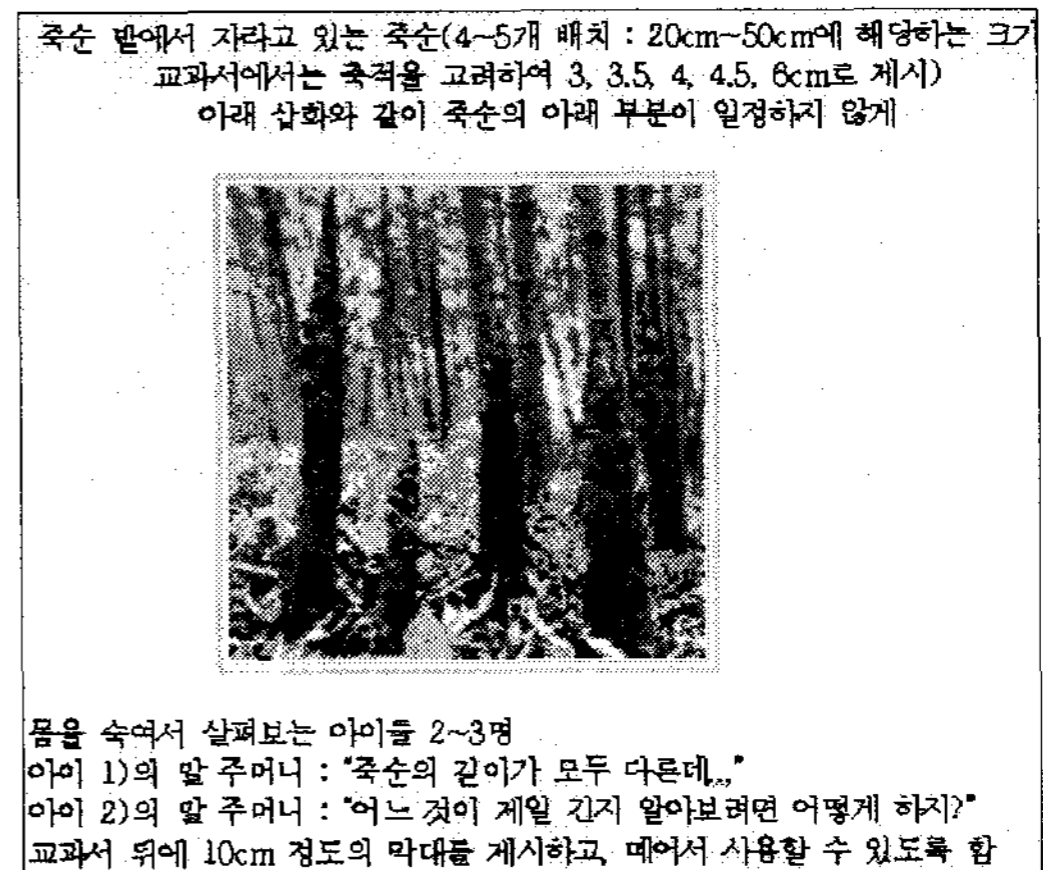 죽순 밭에서 자라고 있는 죽순(4~5개 배치 : 20cm~50cm에 해당하는 크기
교과서에서는 축적을 고려하여 3, 3.5, 4, 4.5, 6cm로 제시)
아래 삽화와 같이 죽순의 아래 부분이 일정하지 않게
몸을 숙여서 살펴보는 아이들 2~3명
아이 1)의 말 주머니 : "죽순의 길이가 모두 다른데,,,"
아이 2)의 말 주머니 : "어느 것이 제일 긴지 알아보려면 어떻게 하지?"
교과서 뒤에 10cm 정도의 막대를 제시하고, 떼어서 사용할 수 있도록 함